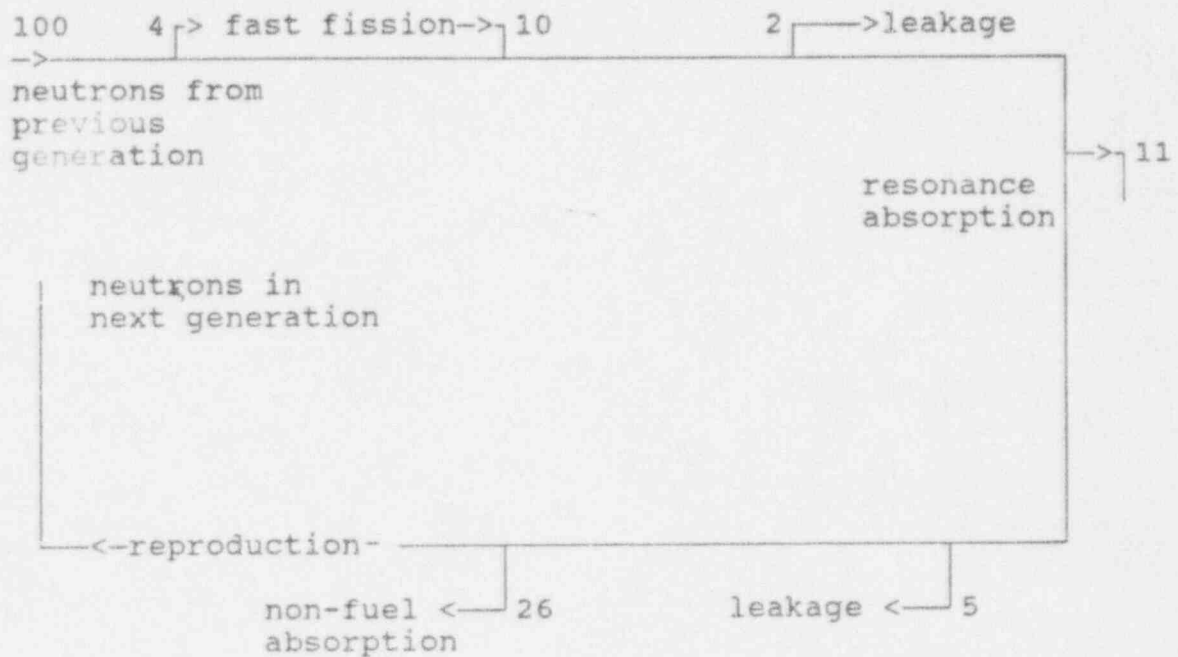 100 4 > fast fission—> 10 2 —>leakage
—>
neutrons from
previous
generation
—> 11
resonance
absorption
neutrons in
next generation
<-reproduction-
non-fuel <— 26 leakage <— 5
absorption